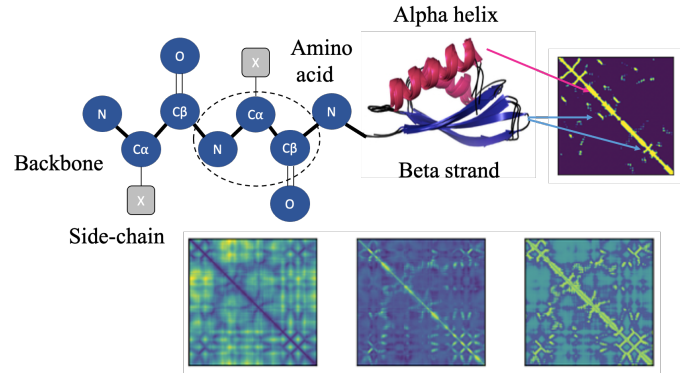 Alpha helix
Amino
acid
O
X
N
Cβ
Cα
N
Cα
N
Cβ
X
O
Backbone
Side-chain
Beta strand